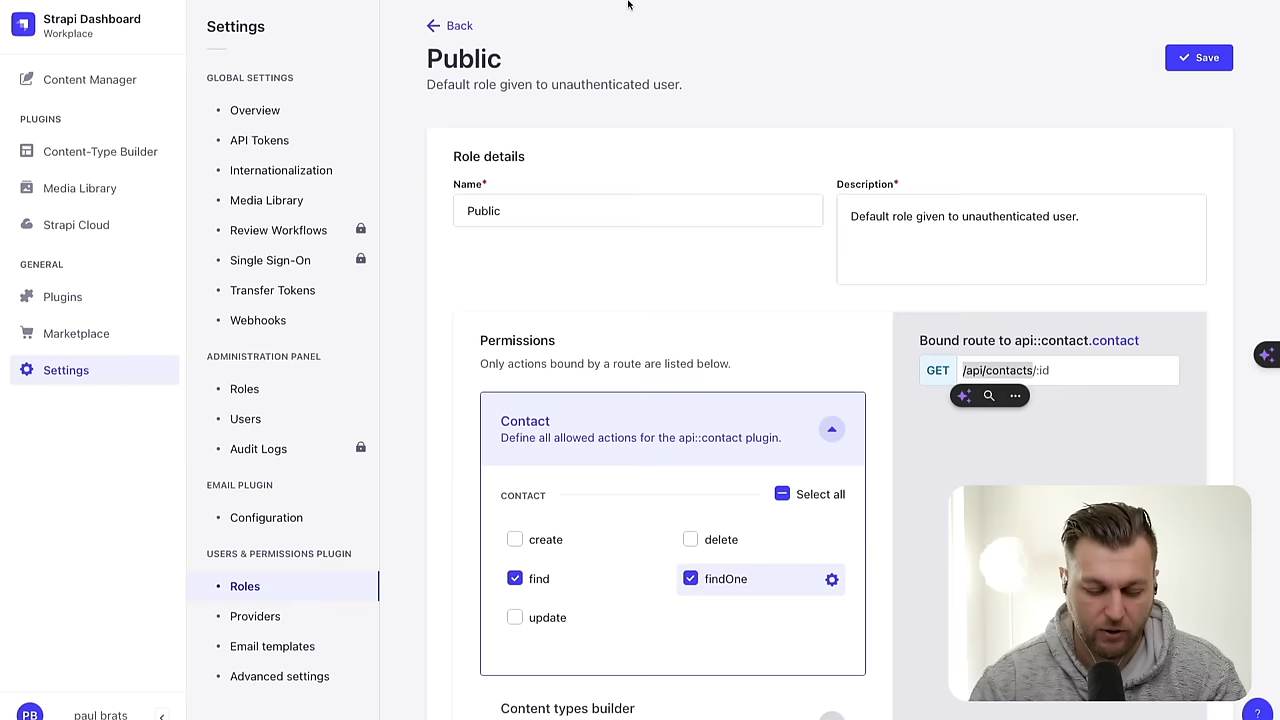 Strapi Dashboard
Workplace
Content Manager
PLUGINS
Content-Type Builder
Media Library
Strapi Cloud
GENERAL
Plugins
Marketplace
Settings
PB
paul brats
Settings
GLOBAL SETTINGS
Overview
API Tokens
Internationalization
Media Library
Review Workflows
Single Sign-On
Transfer Tokens
Webhooks
ADMINISTRATION PANEL
Roles
Users
Audit Logs
EMAIL PLUGIN
Configuration
USERS & PERMISSIONS PLUGIN
Roles
Providers
Email templates
Advanced settings
Back
Public
Default role given to unauthenticated user.
Save
Role details
Name*
Public
Description*
Default role given to unauthenticated user.
Permissions
Only actions bound by a route are listed below.
Contact
Define all allowed actions for the api::contact plugin.
CONTACT
Select all
create
delete
find
findOne
update
Content types builder
Bound route to api::contact.contact
GET /api/contacts/:id
?